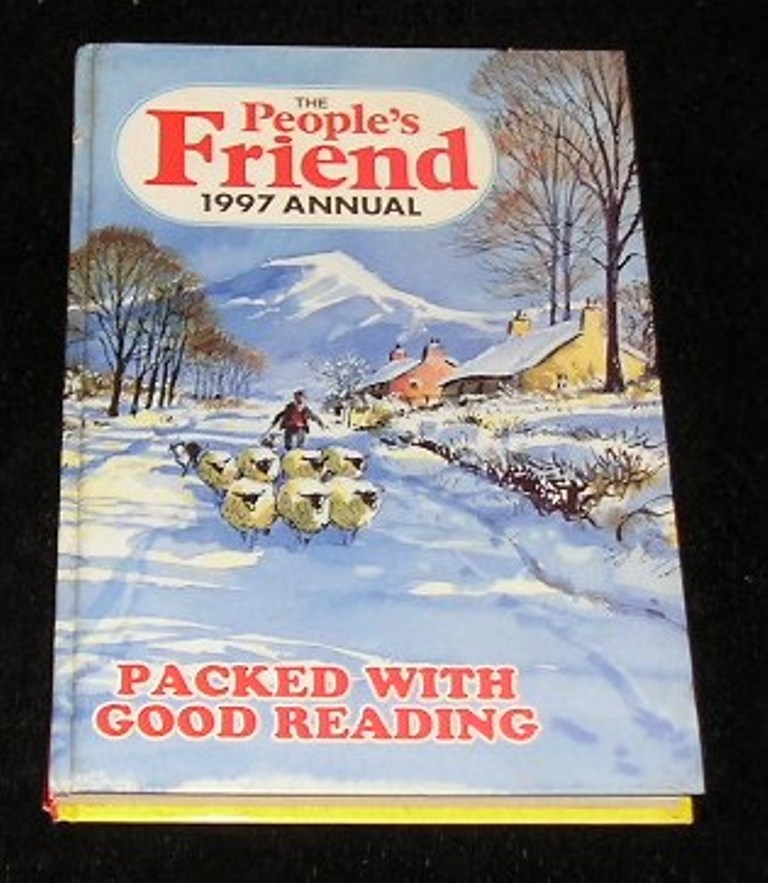 THE
People's
Friend
1997 ANNUAL
PACKED WITH
GOOD READING